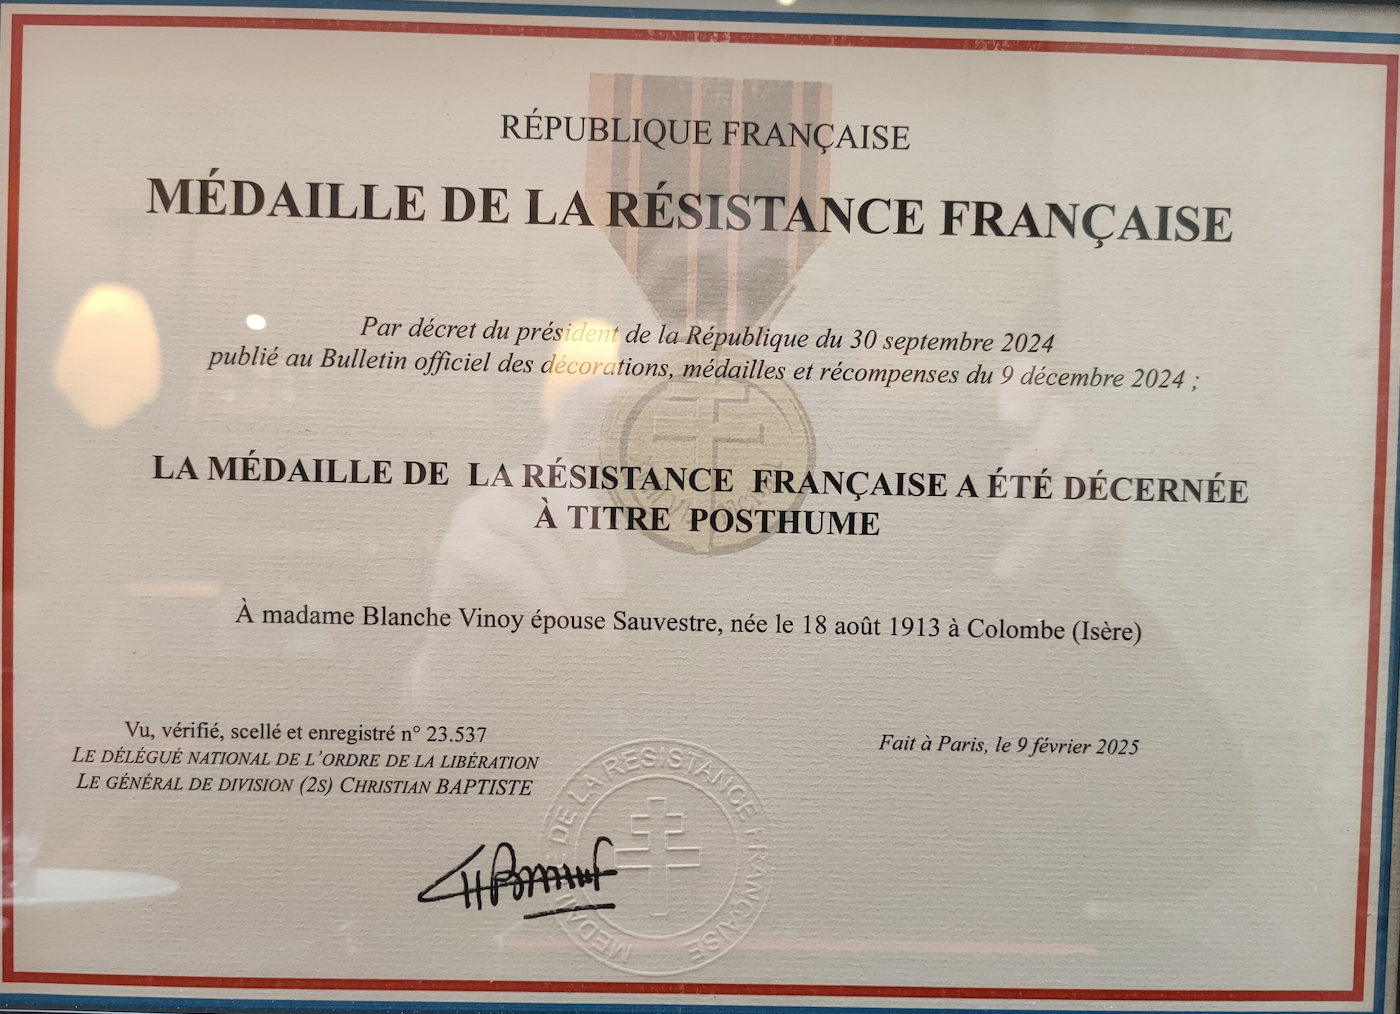 RÉPUBLIQUE FRANÇAISE
MÉDAILLE DE LA RÉSISTANCE FRANÇAISE
Par décret du président de la République du 30 septembre 2024
publié au Bulletin officiel des décorations, médailles et récompenses du 9 décembre 2024 ;
LA MÉDAILLE DE LA RÉSISTANCE FRANÇAISE A ÉTÉ DÉCERNÉE
À TITRE POSTHUME
À madame Blanche Vinoy épouse Sauvestre, née le 18 août 1913 à Colombe (Isère)
Vu, vérifié, scellé et enregistré n° 23.537
LE DÉLÉGUÉ NATIONAL DE L'ORDRE DE LA LIBÉRATION
LE GÉNÉRAL DE DIVISION (2S) CHRISTIAN BAPTISTE
Fait à Paris, le 9 février 2025
MEDAILLE DE LA RESISTANCE FRANÇAISE